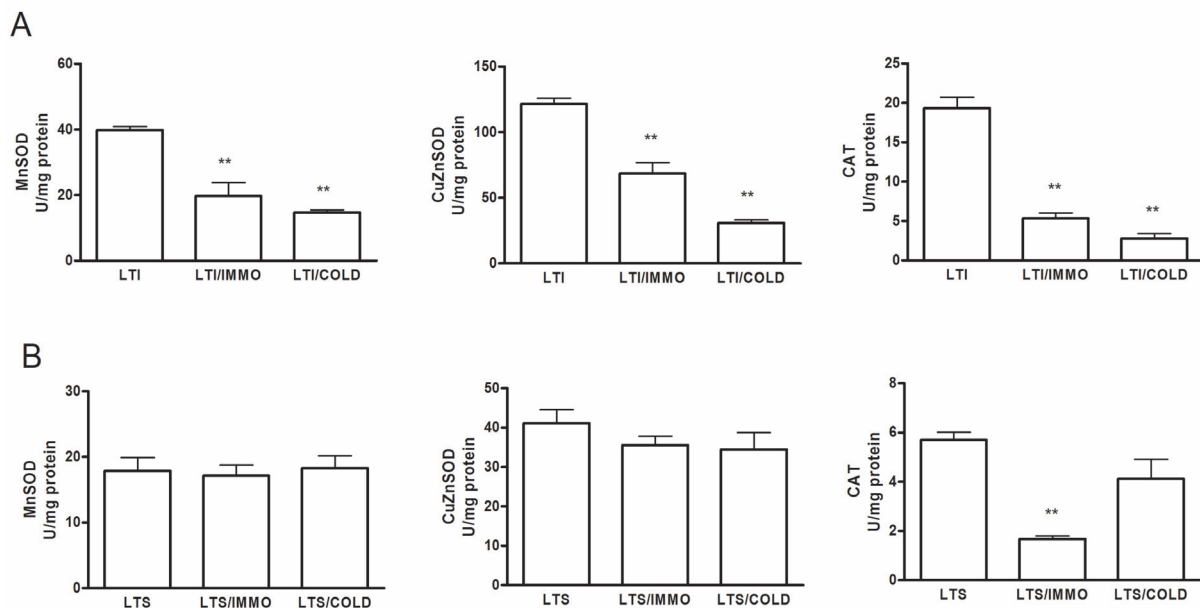 A
MnSOD
U/mg protein
60
40
20
0
**
**
LTI LTI/IMMO LTI/COLD
CuZnSOD
U/mg protein
150
100
50
0
**
**
LTI LTI/IMMO LTI/COLD
CAT
U/mg protein
25
20
15
10
5
0
**
**
LTI LTI/IMMO LTI/COLD
B
MnSOD
U/mg protein
30
20
10
0
LTS LTS/IMMO LTS/COLD
CuZnSOD
U/mg protein
50
40
30
20
10
0
LTS LTS/IMMO LTS/COLD
CAT
U/mg protein
8
6
4
2
0
**
LTS LTS/IMMO LTS/COLD